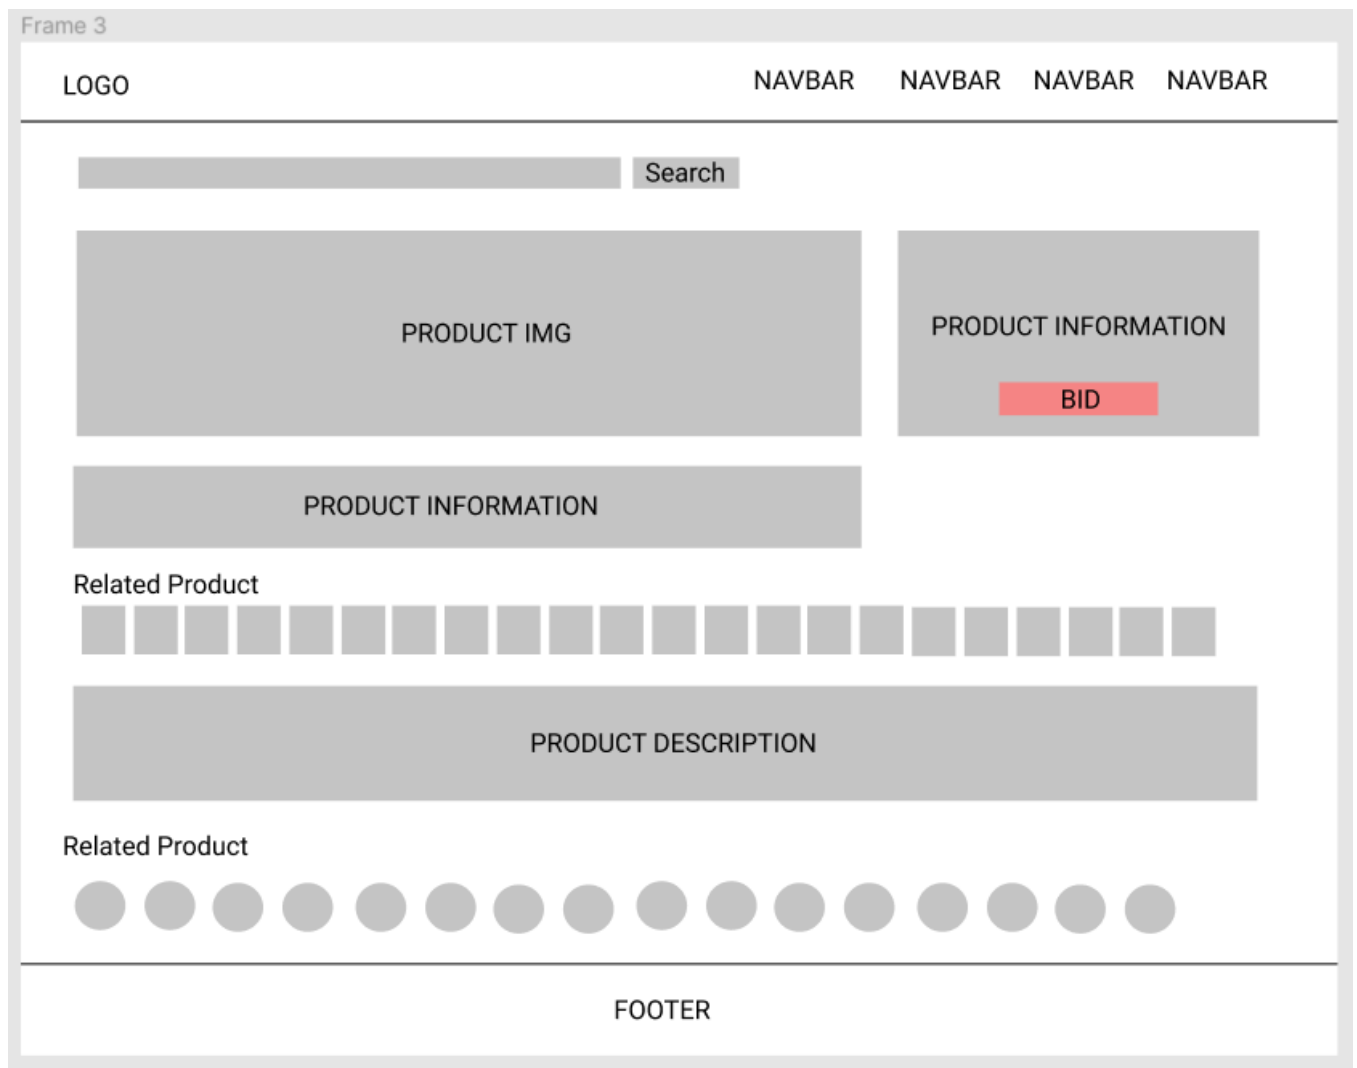 Frame 3
LOGO
NAVBAR NAVBAR NAVBAR NAVBAR
Search
PRODUCT IMG
PRODUCT INFORMATION
BID
PRODUCT INFORMATION
Related Product
PRODUCT DESCRIPTION
Related Product
FOOTER